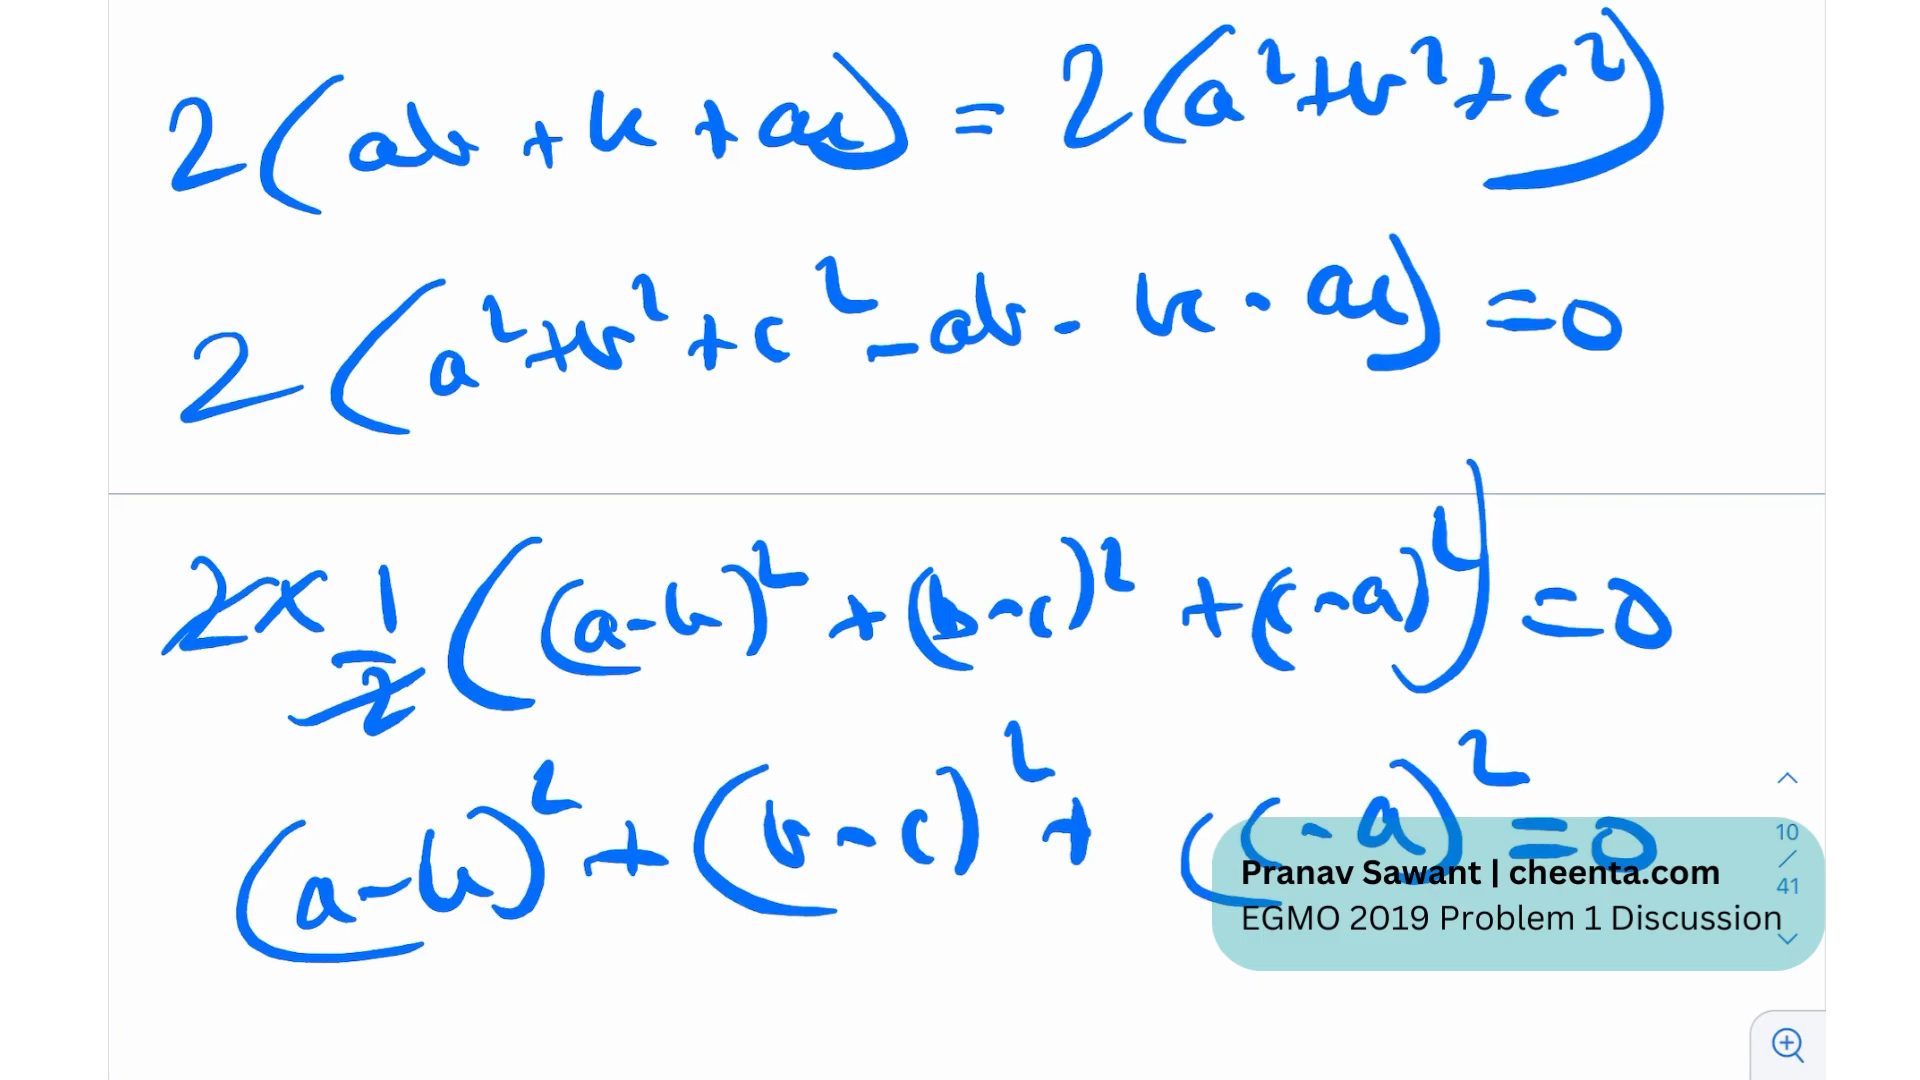 2(ab + bc + ac) = 2(a²+b²+c²)
2(a²+b²+c²-ab-bc-ac)=0
2x 1/2 ((a-b)²+(b-c)²+(c-a)²)=0
(a-b)²+(b-c)²+(c-a)²=0
10
/
41
Pranav Sawant | cheenta.com
EGMO 2019 Problem 1 Discussion